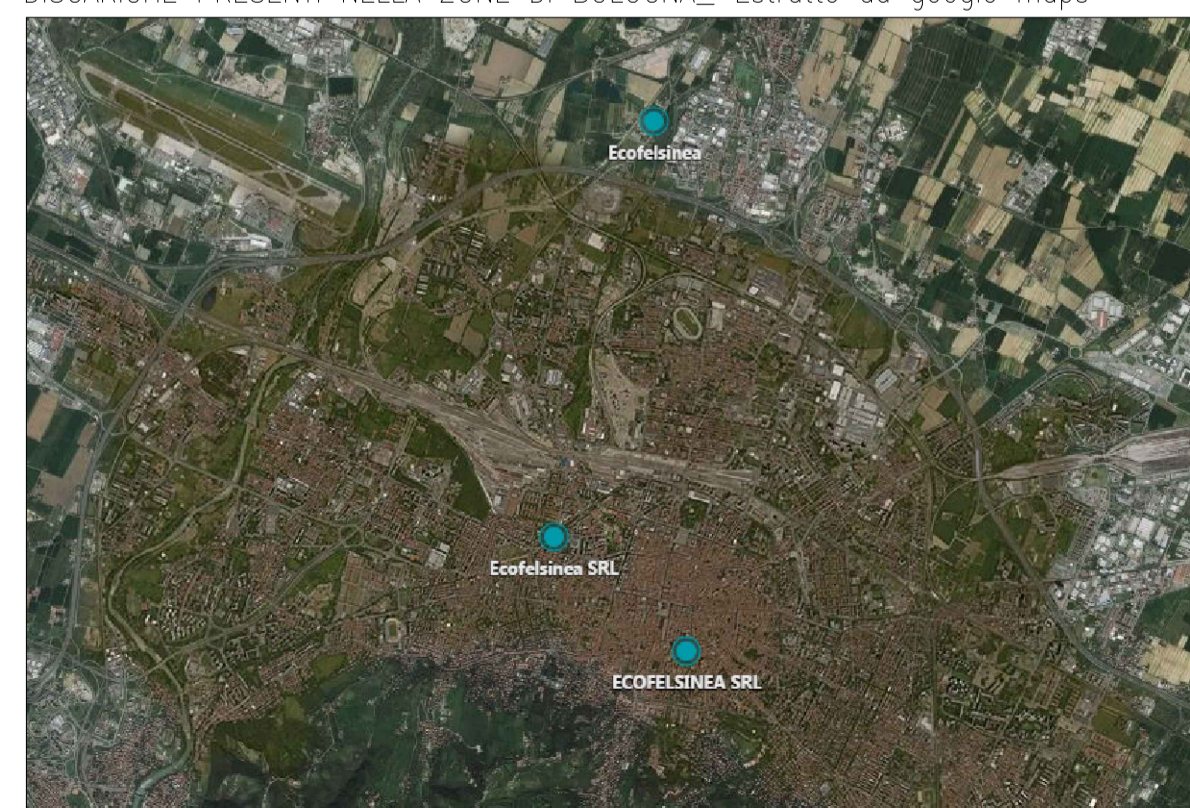 DISCARICHE PRESENTI NELLA ZONE DI BOLOGNA_ Estratto da google maps
Ecofelsinea
Ecofelsinea SRL
ECOFELSINEA SRL